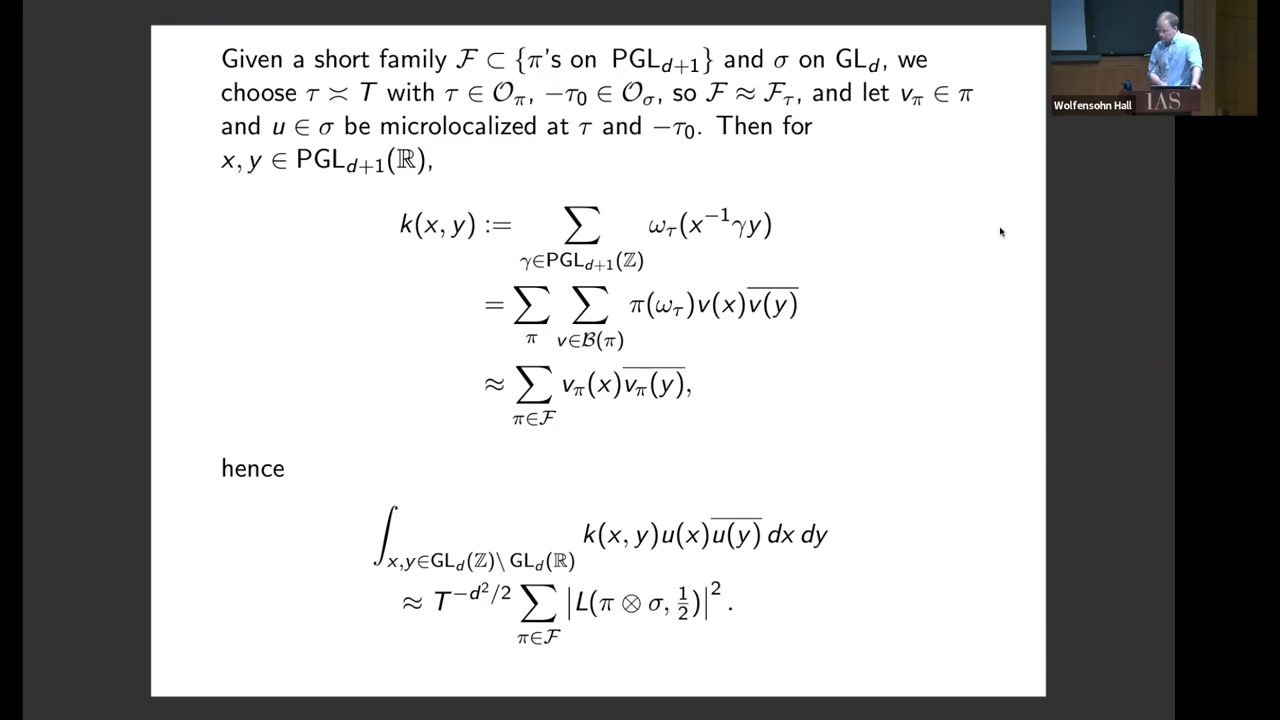 Given a short family ℱ ⊂ {π's on PGL_{d+1}} and σ on GL_d, we
choose τ ≍ T with τ ∈ 𝒪_π, −τ₀ ∈ 𝒪_σ, so ℱ ≈ ℱ_τ, and let v_π ∈ π
and u ∈ σ be microlocalized at τ and −τ₀. Then for
x, y ∈ PGL_{d+1}(ℝ),
k(x, y) := ∑_{γ∈PGL_{d+1}(ℤ)} ω_τ(x^{−1}γy)
= ∑_π ∑_{v∈ℬ(π)} π(ω_τ)v(x)\overline{v(y)}
≈ ∑_{π∈ℱ} v_π(x)\overline{v_π(y)},
hence
∫_{x,y∈GL_d(ℤ)\GL_d(ℝ)} k(x, y)u(x)\overline{u(y)} dx dy
≈ T^{−d²/2} ∑_{π∈ℱ} |L(π ⊗ σ, ½)|².
Wolfensohn Hall
IAS